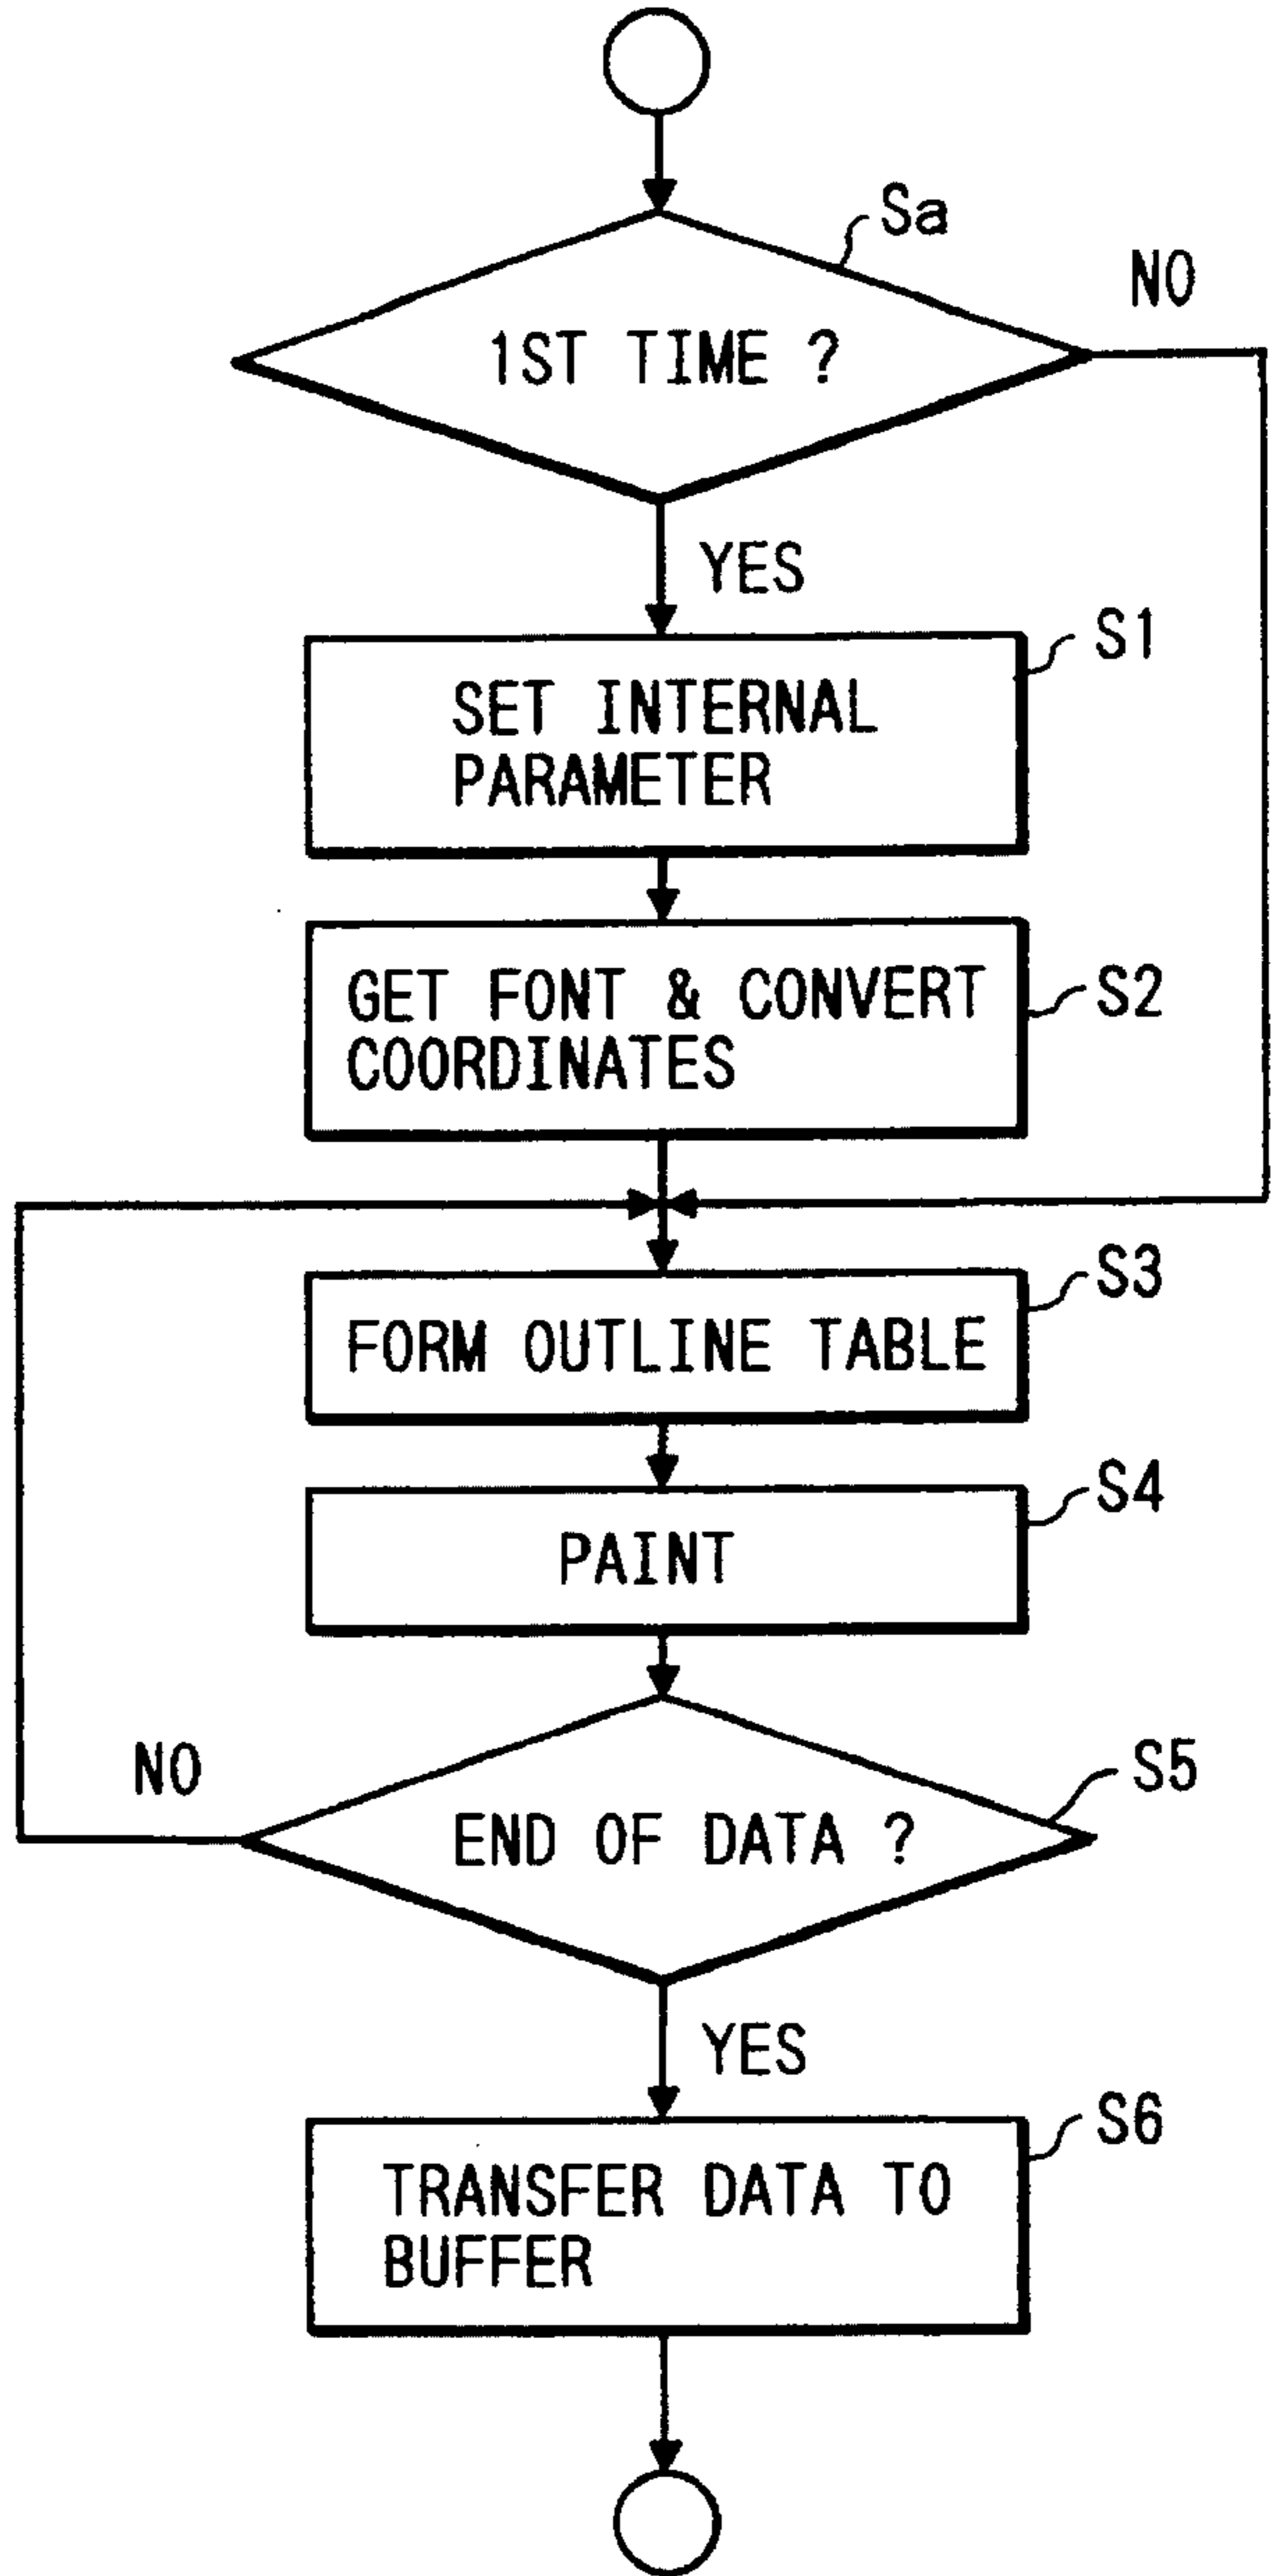 Sa
NO
1ST TIME ?
YES
S1
SET INTERNAL
PARAMETER
S2
GET FONT & CONVERT
COORDINATES
S3
FORM OUTLINE TABLE
S4
PAINT
NO
S5
END OF DATA ?
YES
S6
TRANSFER DATA TO
BUFFER